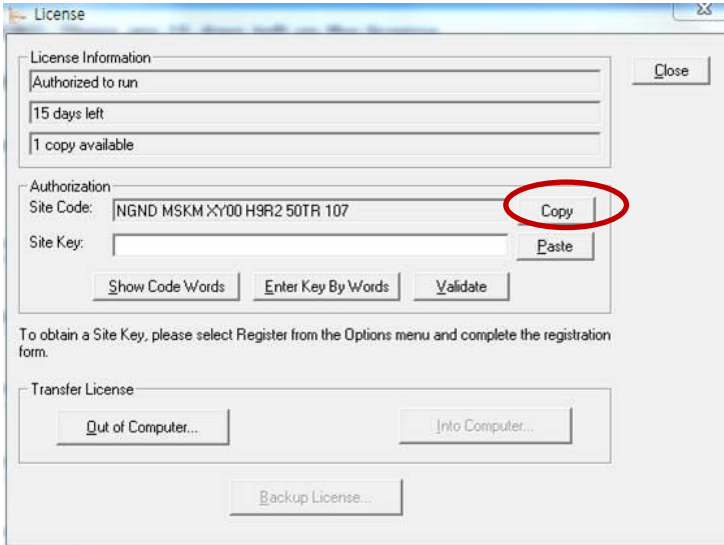 License
License Information
Close
Authorized to run
15 days left
1 copy available
Authorization
Site Code: NGND MSKM XY00 H9R2 50TR 107 Copy
Site Key: Paste
Show Code Words Enter Key By Words Validate
To obtain a Site Key, please select Register from the Options menu and complete the registration
form.
Transfer License
Out of Computer... Into Computer...
Backup License...